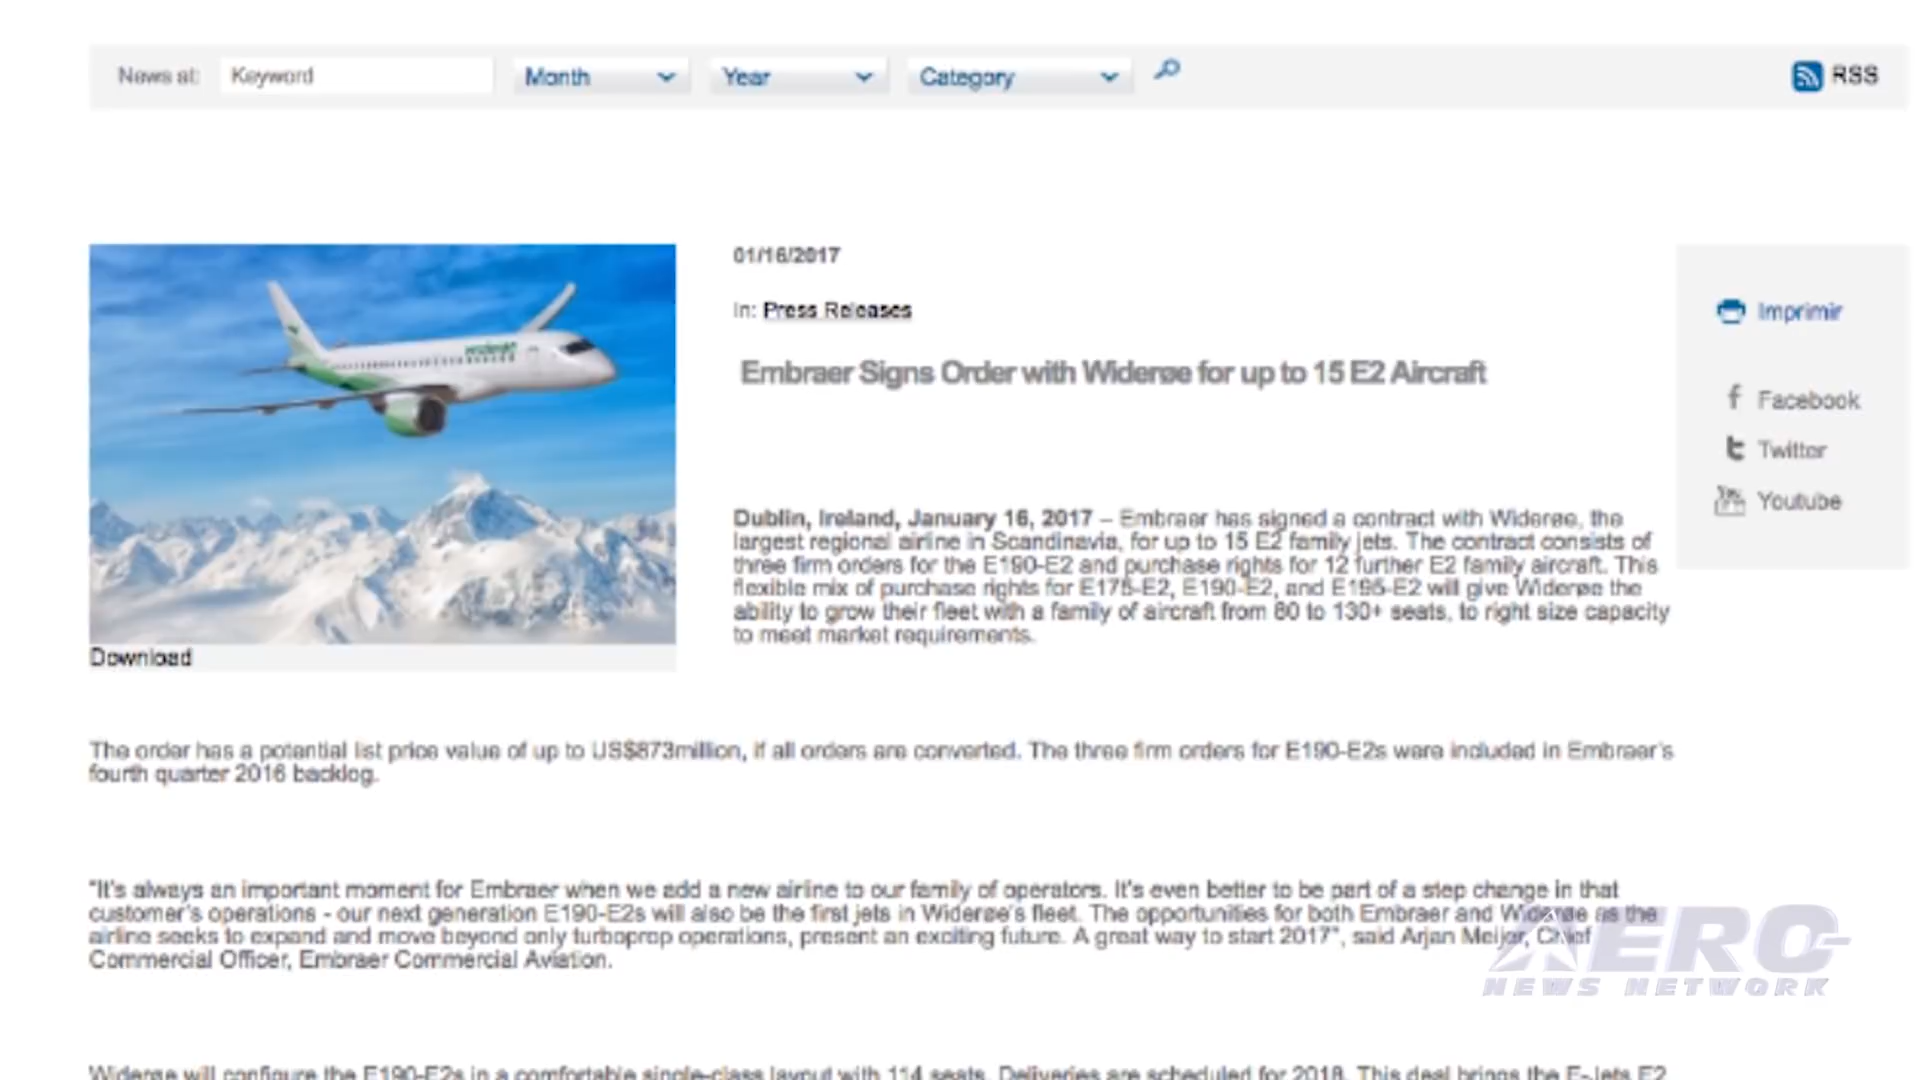 News at:
Keyword
Month
Year
Category
RSS
01/16/2017
In: Press Releases
Embraer Signs Order with Widerøe for up to 15 E2 Aircraft
Imprimir
Facebook
Twitter
Youtube
Dublin, Ireland, January 16, 2017 – Embraer has signed a contract with Widerøe, the
largest regional airline in Scandinavia, for up to 15 E2 family jets. The contract consists of
three firm orders for the E190-E2 and purchase rights for 12 further E2 family aircraft. This
flexible mix of purchase rights for E175-E2, E190-E2, and E195-E2 will give Widerøe the
ability to grow their fleet with a family of aircraft from 80 to 130+ seats, to right size capacity
to meet market requirements.
Download
The order has a potential list price value of up to US$873million, if all orders are converted. The three firm orders for E190-E2s were included in Embraer's
fourth quarter 2016 backlog.
"It's always an important moment for Embraer when we add a new airline to our family of operators. It's even better to be part of a step change in that
customer's operations - our next generation E190-E2s will also be the first jets in Widerøe's fleet. The opportunities for both Embraer and Widerøe as the
airline seeks to expand and move beyond only turboprop operations, present an exciting future. A great way to start 2017", said Arjan Meijer, Chief
Commercial Officer, Embraer Commercial Aviation.
AERO
NEWS NETWORK
Widerøe will configure the E190-E2s in a comfortable single-class layout with 114 seats. Deliveries are scheduled for 2018. This deal brings the E-Jets E2